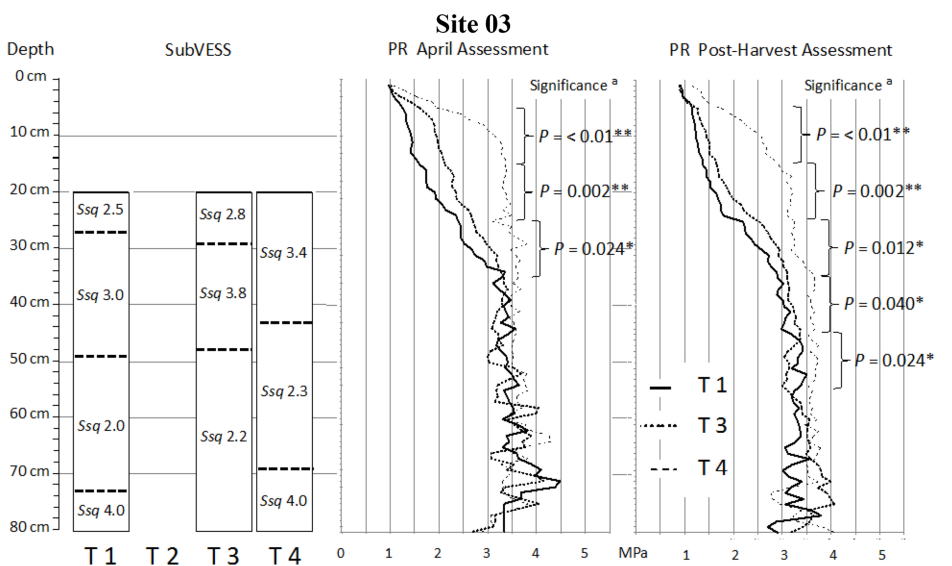 Site 03
Depth SubVESS PR April Assessment PR Post-Harvest Assessment
0 cm
10 cm
20 cm
30 cm
40 cm
50 cm
60 cm
70 cm
80 cm
Ssq 2.5
Ssq 3.0
Ssq 2.0
Ssq 4.0
Ssq 2.8
Ssq 3.8
Ssq 2.2
Ssq 3.4
Ssq 2.3
Ssq 4.0
T 1 T 2 T 3 T 4
Significance a
P = < 0.01**
P = 0.002**
P = 0.024*
0 1 2 3 4 5 MPa
Significance a
P = < 0.01**
P = 0.002**
P = 0.012*
P = 0.040*
P = 0.024*
T 1
T 3
T 4
1 2 3 4 5